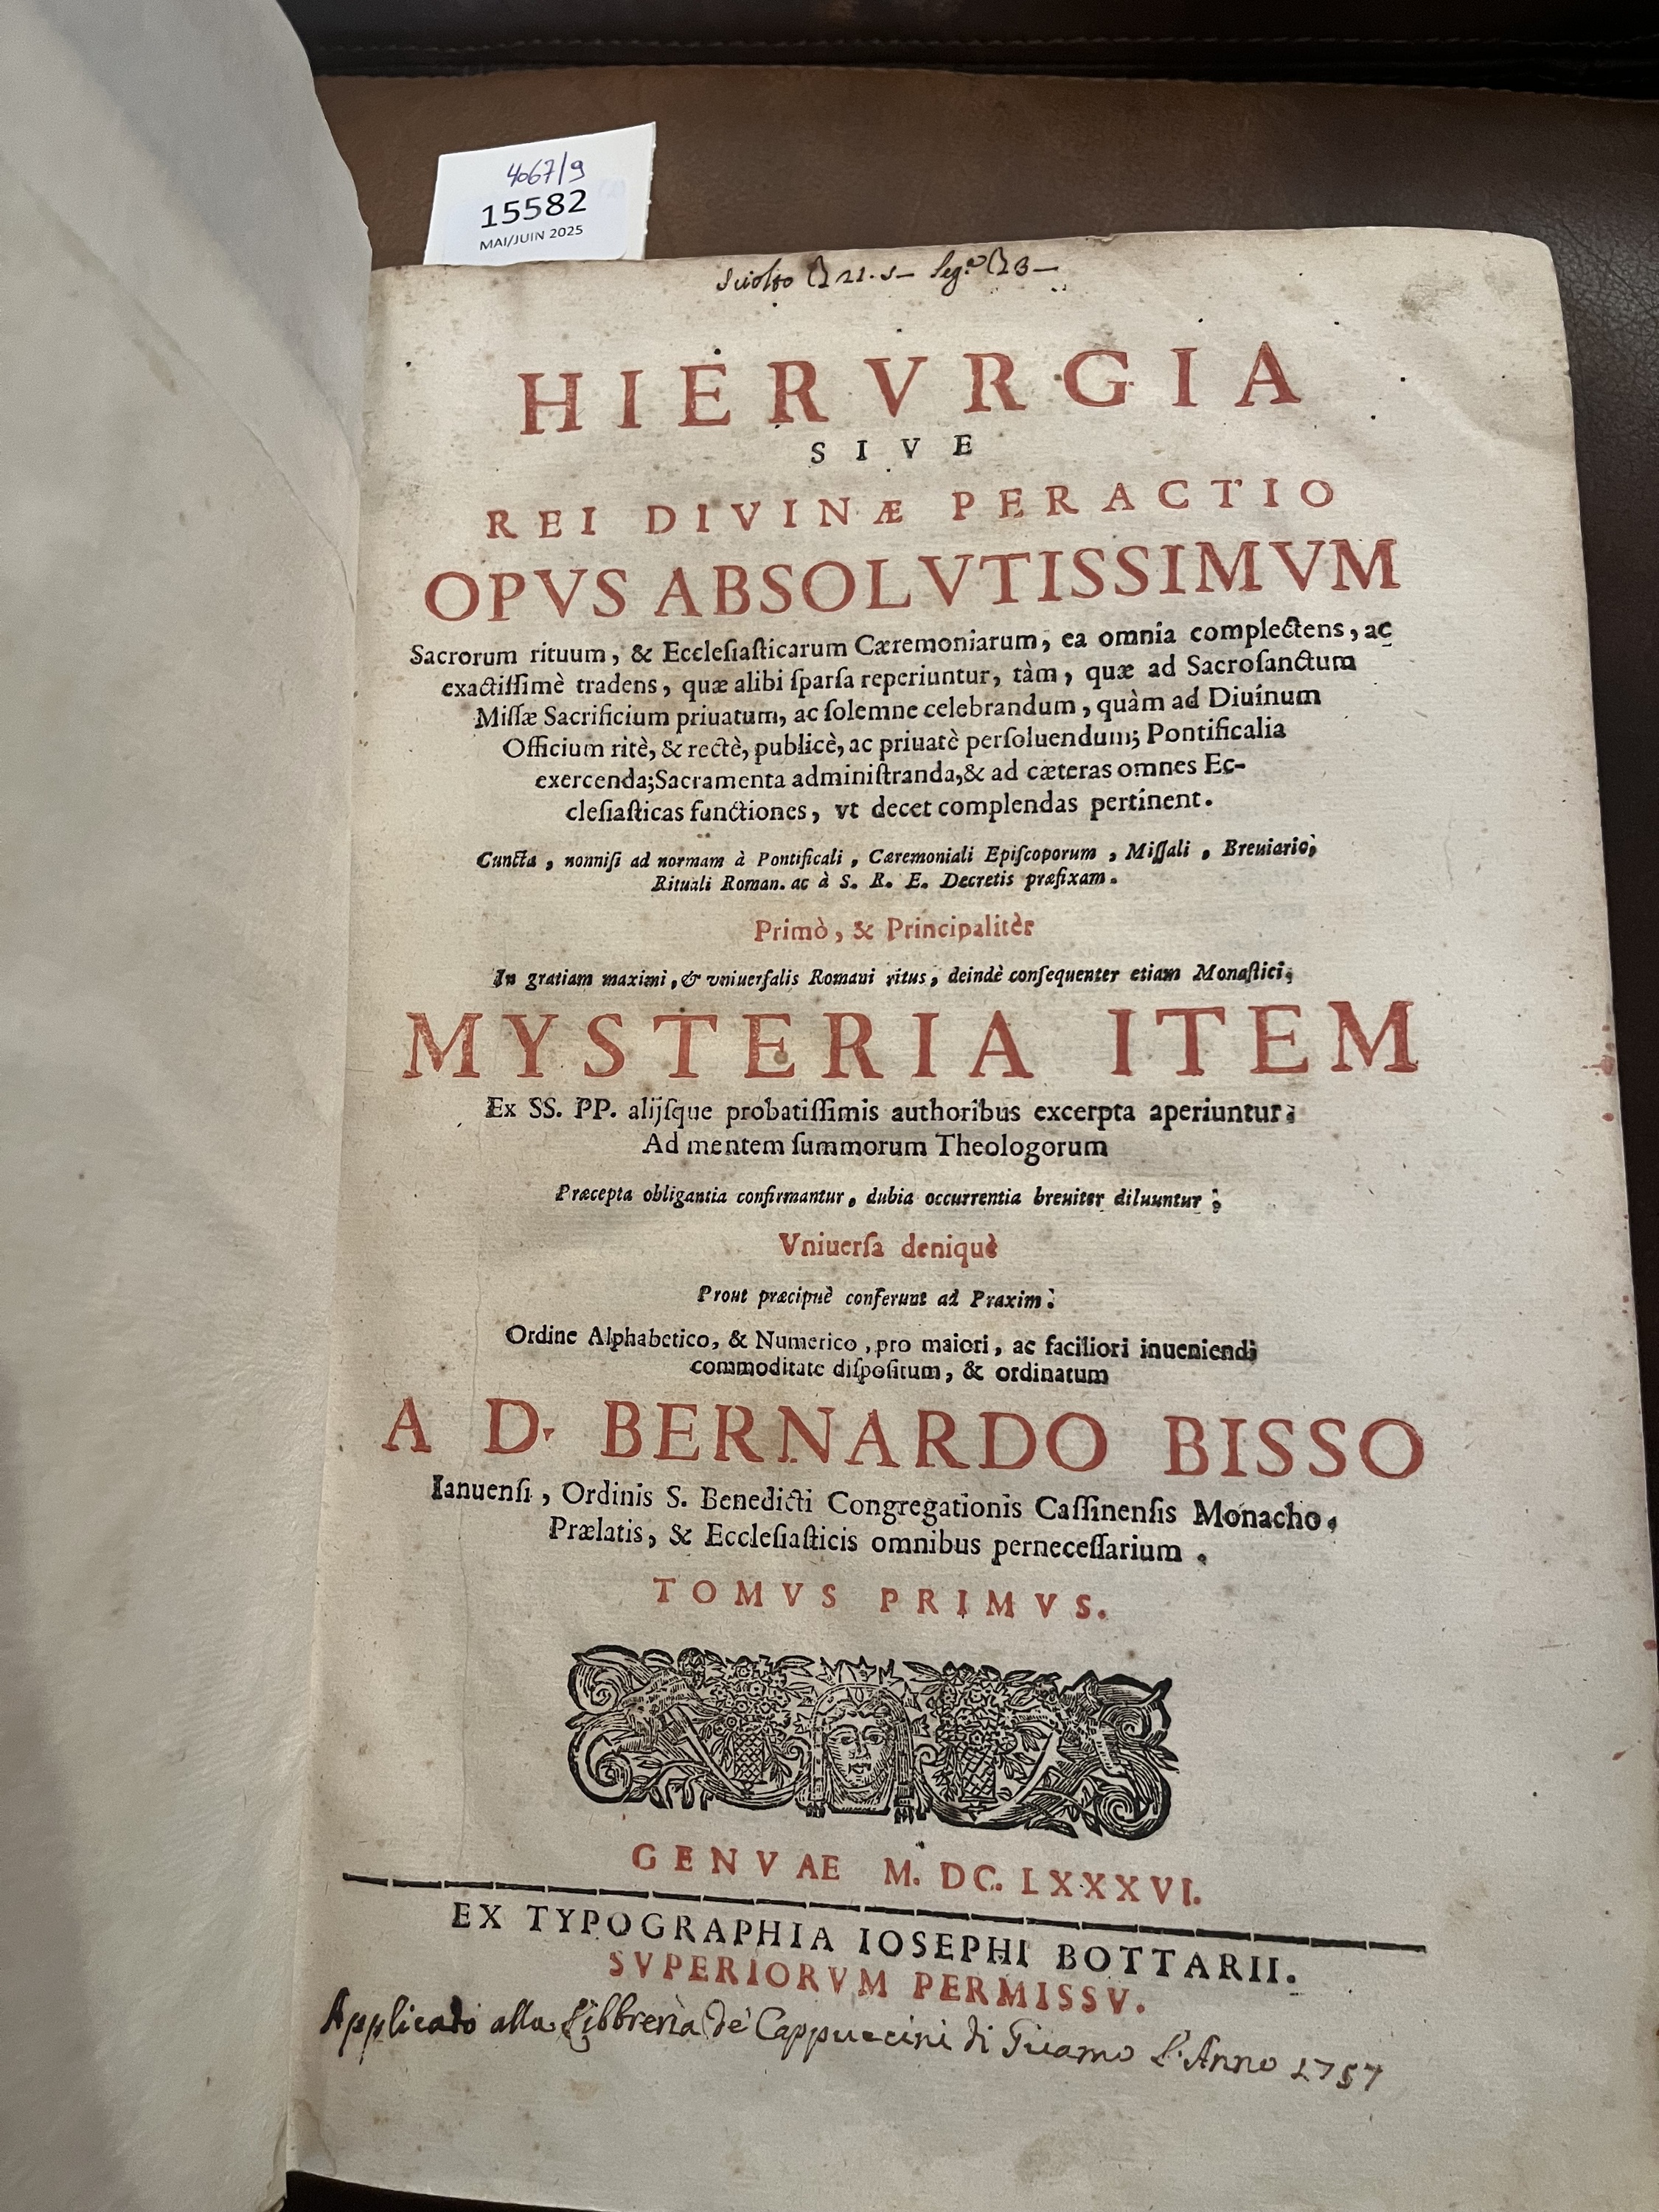 4067/9
15582
MAI/JUIN 2025
HIERVRGIA
SIVE
REI DIVINÆ PERACTIO
OPVS ABSOLVTISSIMVM
Sacrorum rituum, & Eccleſiaſticarum Cæremoniarum, ea omnia complectens, ac
exactiſſimè tradens, quæ alibi ſparſa reperiuntur, tàm, quæ ad Sacroſanctum
Miſſæ Sacrificium priuatum, ac ſolemne celebrandum, quàm ad Diuinum
Officium ritè, & rectè, publicè, ac priuatè perſoluendum; Pontificalia
exercenda; Sacramenta adminiſtranda, & ad cæteras omnes Ec-
cleſiaſticas functiones, vt decet complendas pertinent.
Cuncta, nonniſi ad normam à Pontificali, Cæremoniali Epiſcoporum, Miſſali, Breuiario,
Rituali Roman. ac à S. R. E. Decretis præfixam.
Primò, & Principalitèr
In gratiam maximi, & vniuerſalis Romani ritus, deindè conſequenter etiam Monaſtici,
MYSTERIA ITEM
Ex SS. PP. alijſque probatiſſimis authoribus excerpta aperiuntur:
Ad mentem ſummorum Theologorum
Præcepta obligantia confirmantur, dubia occurrentia breuiter diluuntur;
Vniuerſa deniquè
Prout præcipuè conferunt ad Praxim:
Ordine Alphabetico, & Numerico, pro maiori, ac faciliori inueniendi
commoditate diſpoſitum, & ordinatum
A D. BERNARDO BISSO
Ianuenſi, Ordinis S. Benedicti Congregationis Caſſinenſis Monacho,
Prælatis, & Eccleſiaſticis omnibus perneceſſarium.
TOMVS PRIMVS.
GENVAE M. DC. LXXXVI.
EX TYPOGRAPHIA IOSEPHI BOTTARII.
SVPERIORVM PERMISSV.
Applicado alla Libbreria de Cappuccini di l'Anno 1757